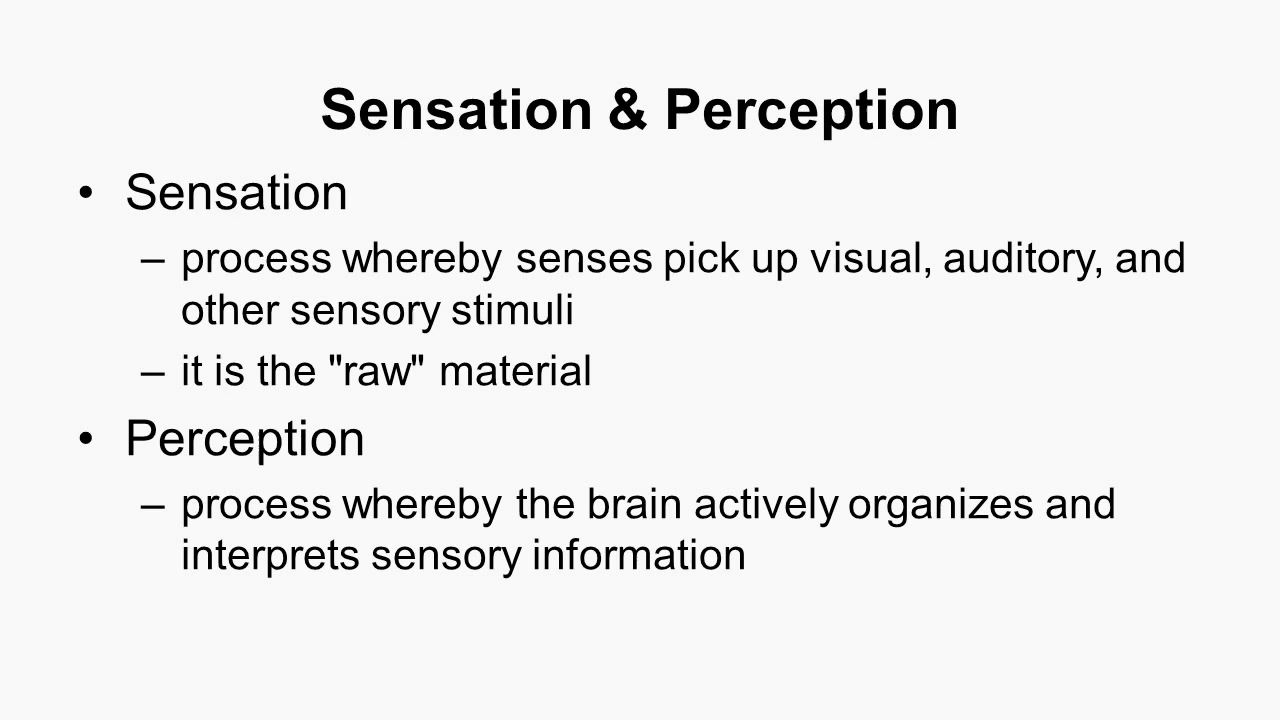 Sensation & Perception
• Sensation
– process whereby senses pick up visual, auditory, and
other sensory stimuli
– it is the "raw" material
• Perception
– process whereby the brain actively organizes and
interprets sensory information